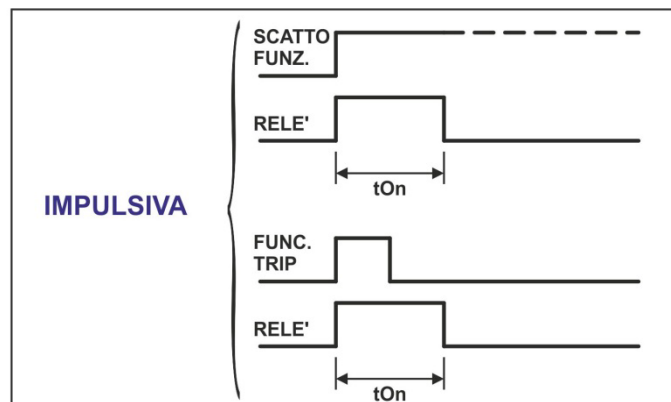 SCATTO
FUNZ.
RELE'
tOn
IMPULSIVA
FUNC.
TRIP
RELE'
tOn